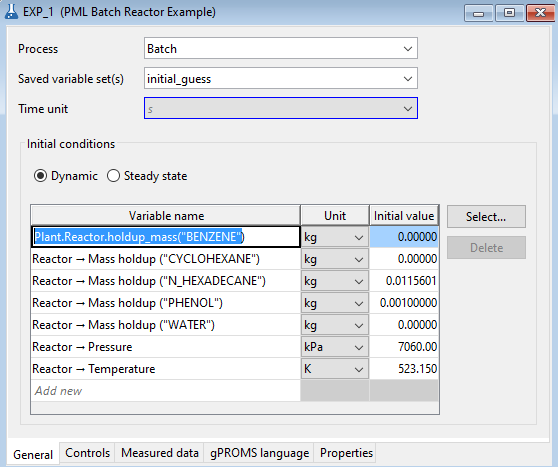 EXP_1 (PML Batch Reactor Example)
Process Batch
Saved variable set(s) initial_guess
Time unit s
Initial conditions
Dynamic Steady state
Variable name Unit Initial value Select...
Plant.Reactor.holdup_mass("BENZENE") kg 0.00000
Reactor → Mass holdup ("CYCLOHEXANE") kg 0.00000 Delete
Reactor → Mass holdup ("N_HEXADECANE") kg 0.0115601
Reactor → Mass holdup ("PHENOL") kg 0.00100000
Reactor → Mass holdup ("WATER") kg 0.00000
Reactor → Pressure kPa 7060.00
Reactor → Temperature K 523.150
Add new
General Controls Measured data gPROMS language Properties